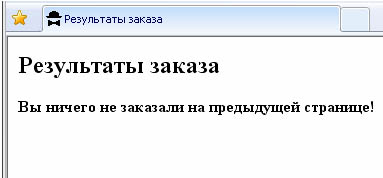 Результаты заказа
Результаты заказа
Вы ничего не заказали на предыдущей странице!